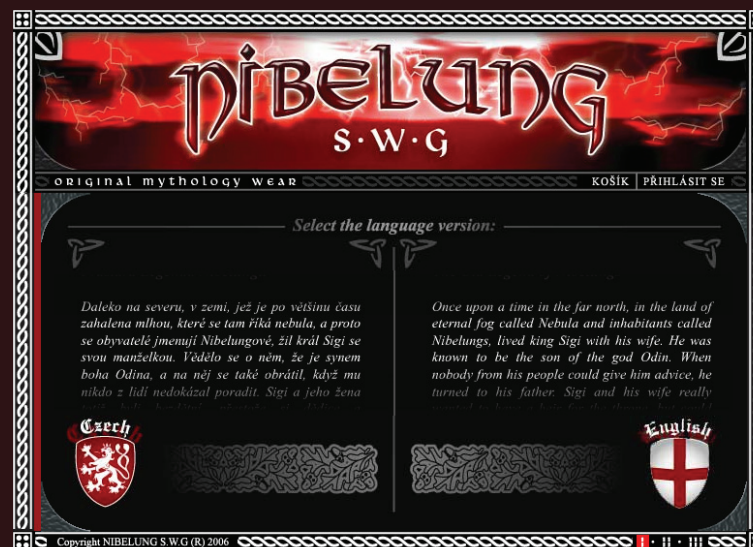 NIBELUNG
S·W·G
original mythology wear
KOŠÍK | PŘIHLÁSIT SE
Select the language version:
Daleko na severu, v zemi, jež je po většinu času
zahalena mlhou, které se tam říká nebula, a proto
se obyvatelé jmenují Nibelungové, žil král Sigi se
svou manželkou. Vědělo se o něm, že je synem
boha Odina, a na něj se také obrátil, když mu
nikdo z lidí nedokázal poradit. Sigi a jeho žena
Once upon a time in the far north, in the land of
eternal fog called Nebula and inhabitants called
Nibelungs, lived king Sigi with his wife. He was
known to be the son of the god Odin. When
nobody from his people could give him advice, he
turned to his father. Sigi and his wife really
Czech
English
Copyright NIBELUNG S.W.G (R) 2006
I · II · III